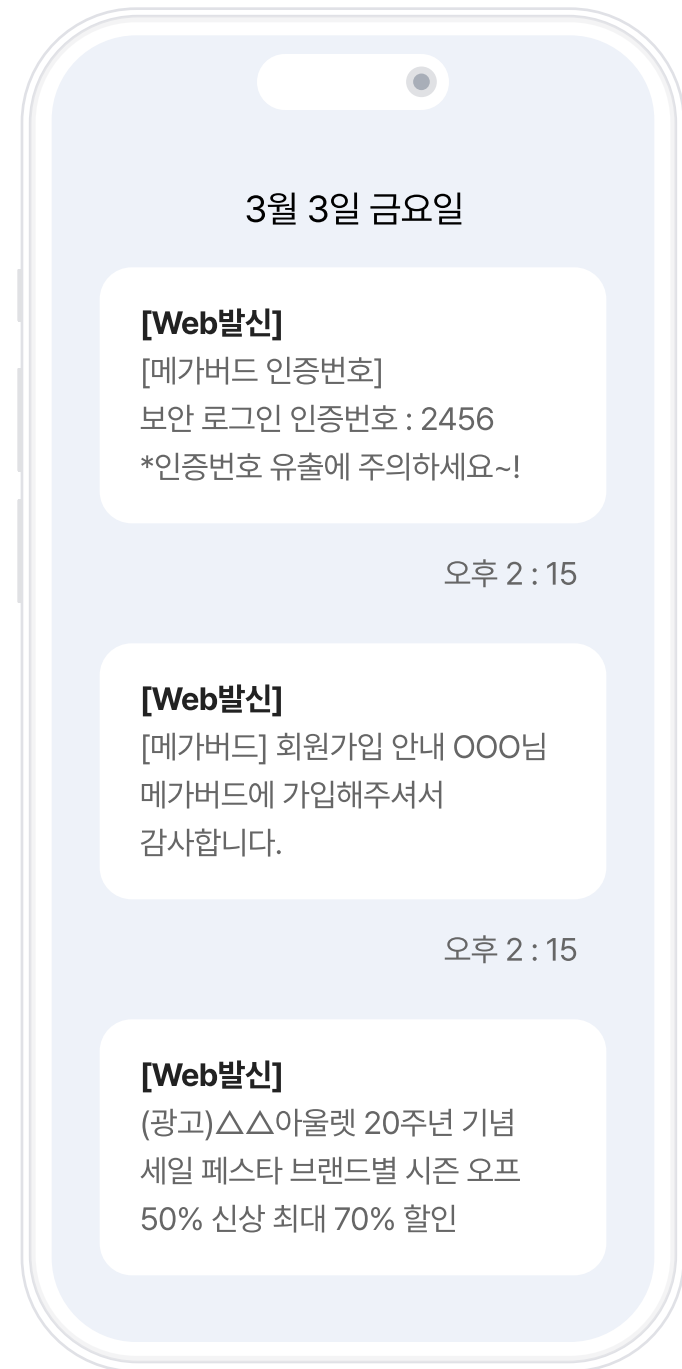 3월 3일 금요일
[Web발신]
[메가버드 인증번호]
보안 로그인 인증번호 : 2456
*인증번호 유출에 주의하세요~!
오후 2 : 15
[Web발신]
[메가버드] 회원가입 안내 OOO님
메가버드에 가입해주셔서
감사합니다.
오후 2 : 15
[Web발신]
(광고)△△아울렛 20주년 기념
세일 페스타 브랜드별 시즌 오프
50% 신상 최대 70% 할인